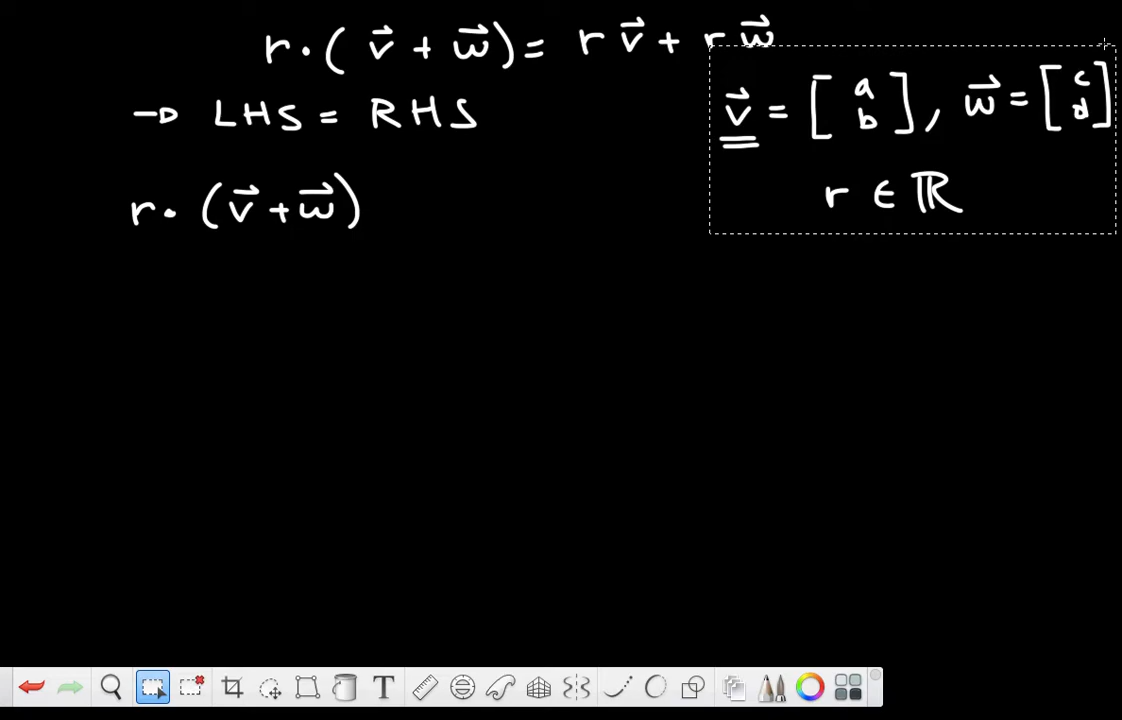 r·(v⃗ + w⃗) = rv⃗ + rw⃗
→ LHS = RHS
r·(v⃗ + w⃗)
v⃗ = [a b], w⃗ = [c d]
r ∈ ℝ
T